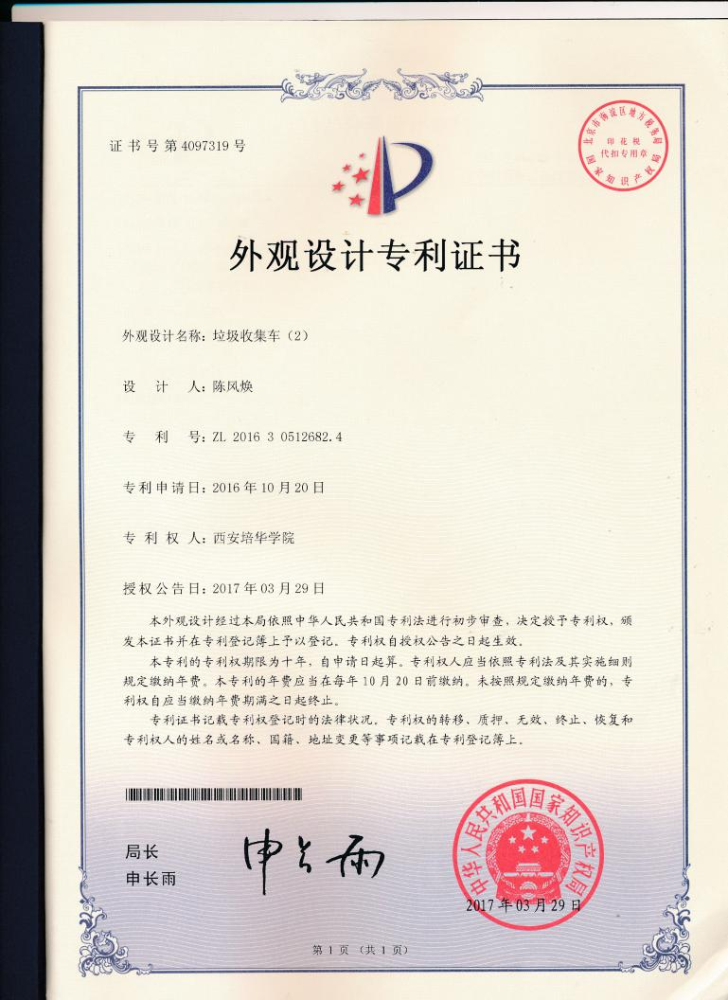 证书号第4097319号
北京市海淀区地方税务局
印花税
代扣专用章
国家知识产权局
外观设计专利证书
外观设计名称：垃圾收集车（2）
设 计 人：陈风焕
专 利 号：ZL 2016 3 0512682.4
专利申请日：2016年10月20日
专 利 权 人：西安培华学院
授权公告日：2017年03月29日
本外观设计经过本局依照中华人民共和国专利法进行初步审查，决定授予专利权，颁
发本证书并在专利登记簿上予以登记。专利权自授权公告之日起生效。
本专利的专利权期限为十年，自申请日起算。专利权人应当依照专利法及其实施细则
规定缴纳年费。本专利的年费应当在每年10月20日前缴纳。未按照规定缴纳年费的，专
利权自应当缴纳年费期满之日起终止。
专利证书记载专利权登记时的法律状况。专利权的转移、质押、无效、终止、恢复和
专利权人的姓名或名称、国籍、地址变更等事项记载在专利登记簿上。
局长
申长雨
申长雨
中华人民共和国国家知识产权局
2017年03月29日
第1页（共1页）